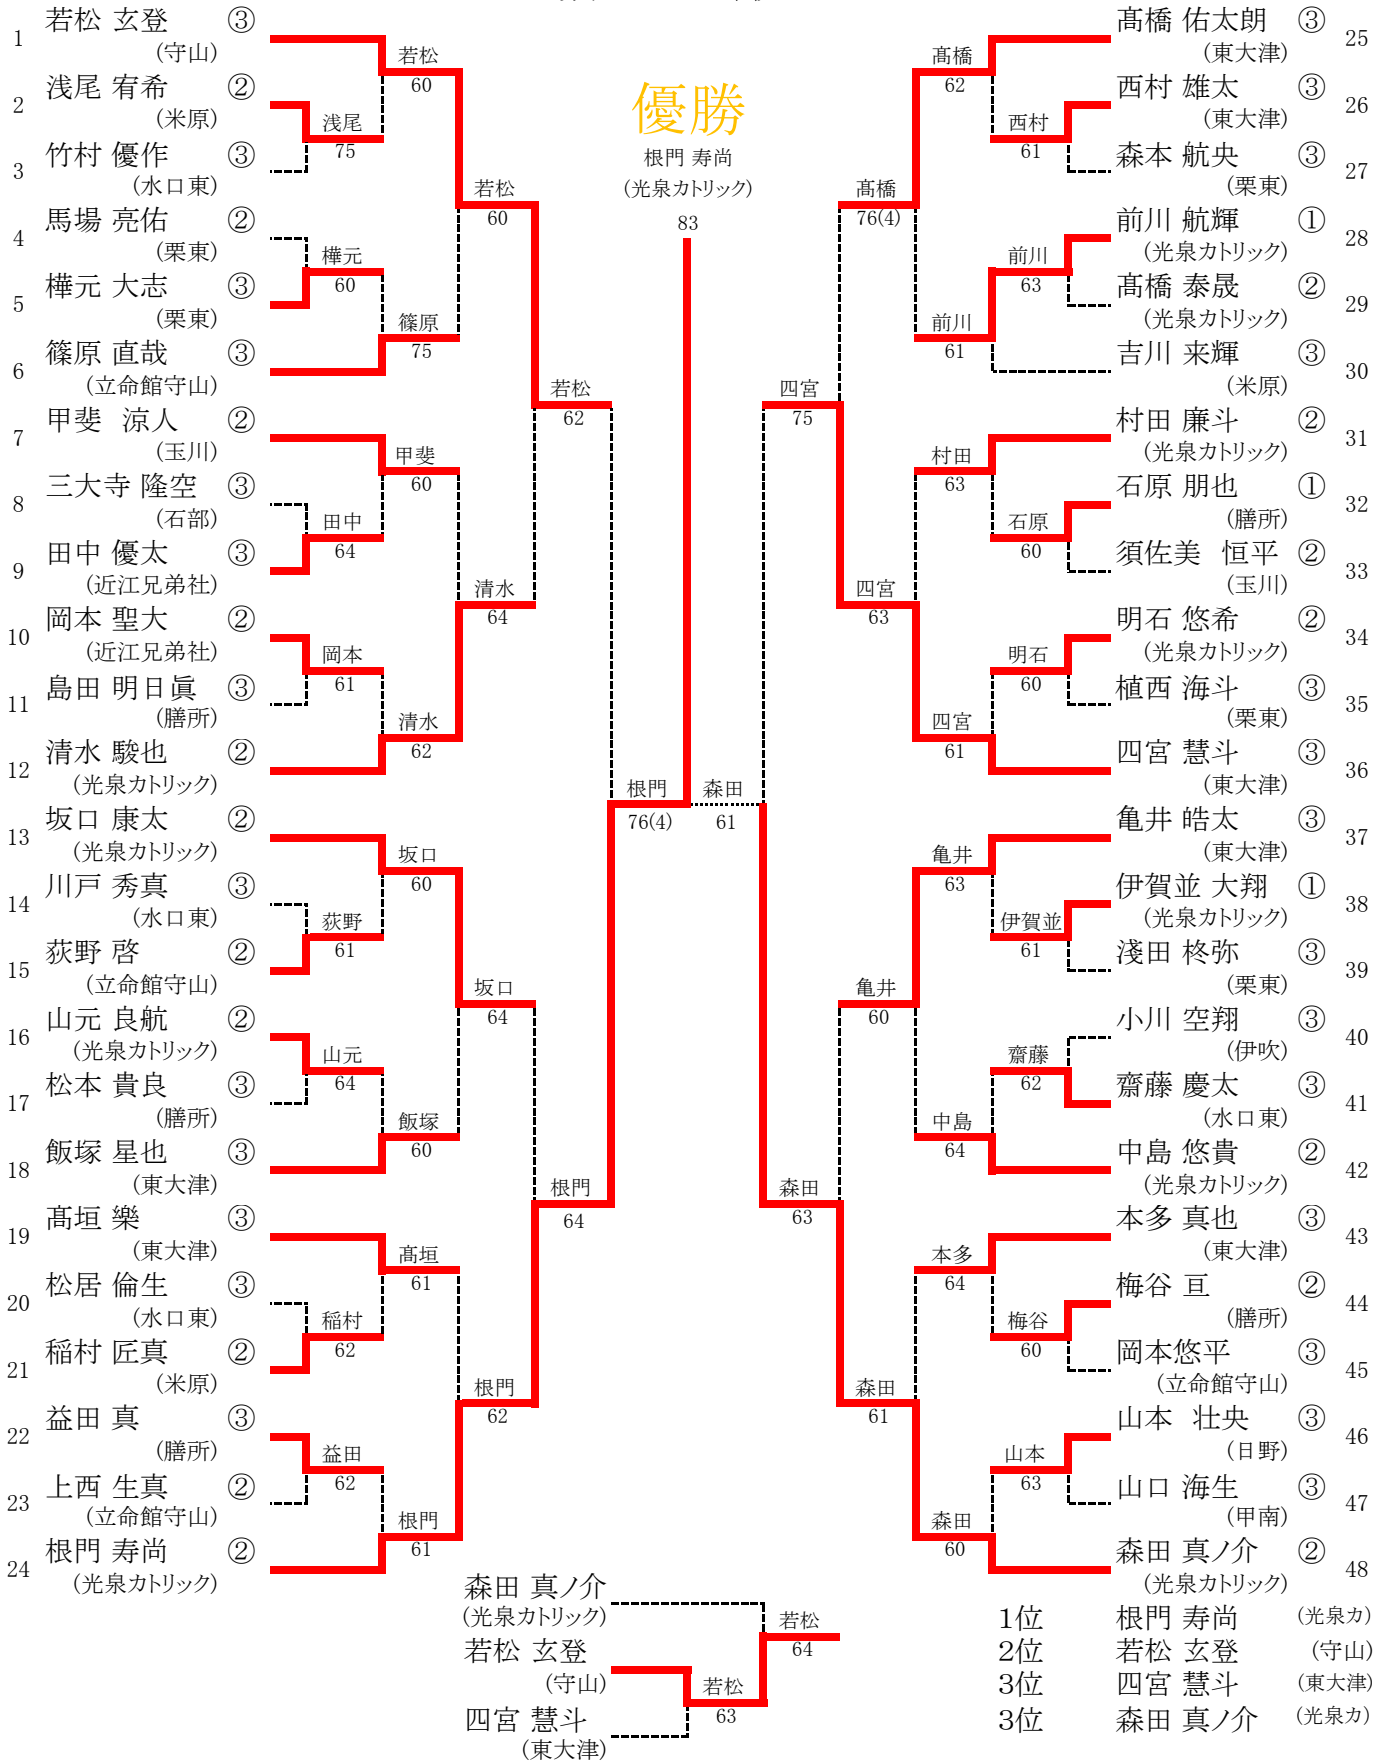 優勝
根門 寿尚
(光泉カトリック)
83
1 若松 玄登 ③
(守山)
2 浅尾 宥希 ②
(米原)
3 竹村 優作 ③
(水口東)
4 馬場 亮佑 ②
(栗東)
5 樺元 大志 ③
(栗東)
6 篠原 直哉 ③
(立命館守山)
7 甲斐 涼人 ②
(玉川)
8 三大寺 隆空 ③
(石部)
9 田中 優太 ③
(近江兄弟社)
10 岡本 聖大 ②
(近江兄弟社)
11 島田 明日眞 ③
(膳所)
12 清水 駿也 ②
(光泉カトリック)
13 坂口 康太 ②
(光泉カトリック)
14 川戸 秀真 ③
(水口東)
15 荻野 啓 ②
(立命館守山)
16 山元 良航 ②
(光泉カトリック)
17 松本 貴良 ③
(膳所)
18 飯塚 星也 ③
(東大津)
19 髙垣 樂 ③
(東大津)
20 松居 倫生 ③
(水口東)
21 稲村 匠真 ②
(米原)
22 益田 真 ③
(膳所)
23 上西 生真 ②
(立命館守山)
24 根門 寿尚 ②
(光泉カトリック)
浅尾
75
樺元
60
田中
64
岡本
61
荻野
61
山元
64
稲村
62
益田
62
若松
60
篠原
75
甲斐
60
清水
62
坂口
60
飯塚
60
髙垣
61
根門
61
若松
60
清水
64
坂口
64
根門
62
若松
62
根門
64
根門
76(4)
森田
61
四宮
75
森田
63
髙橋
76(4)
四宮
63
亀井
60
森田
61
髙橋
62
前川
61
村田
63
四宮
61
亀井
63
中島
64
本多
64
森田
60
西村
61
前川
63
石原
60
明石
60
伊賀並
61
齋藤
62
梅谷
60
山本
63
髙橋 佑太朗 ③ 25
(東大津)
西村 雄太 ③ 26
(東大津)
森本 航央 ③ 27
(栗東)
前川 航輝 ① 28
(光泉カトリック)
髙橋 泰晟 ② 29
(光泉カトリック)
吉川 来輝 ③ 30
(米原)
村田 廉斗 ② 31
(光泉カトリック)
石原 朋也 ① 32
(膳所)
須佐美 恒平 ② 33
(玉川)
明石 悠希 ② 34
(光泉カトリック)
植西 海斗 ③ 35
(栗東)
四宮 慧斗 ③ 36
(東大津)
亀井 皓太 ③ 37
(東大津)
伊賀並 大翔 ① 38
(光泉カトリック)
淺田 柊弥 ③ 39
(栗東)
小川 空翔 ③ 40
(伊吹)
齋藤 慶太 ③ 41
(水口東)
中島 悠貴 ② 42
(光泉カトリック)
本多 真也 ③ 43
(東大津)
梅谷 亘 ② 44
(膳所)
岡本悠平 ③ 45
(立命館守山)
山本 壮央 ③ 46
(日野)
山口 海生 ③ 47
(甲南)
森田 真ノ介 ② 48
(光泉カトリック)
森田 真ノ介
(光泉カトリック)
若松 玄登
(守山)
四宮 慧斗
(東大津)
若松
63
若松
64
1位 根門 寿尚 (光泉カ)
2位 若松 玄登 (守山)
3位 四宮 慧斗 (東大津)
3位 森田 真ノ介 (光泉カ)